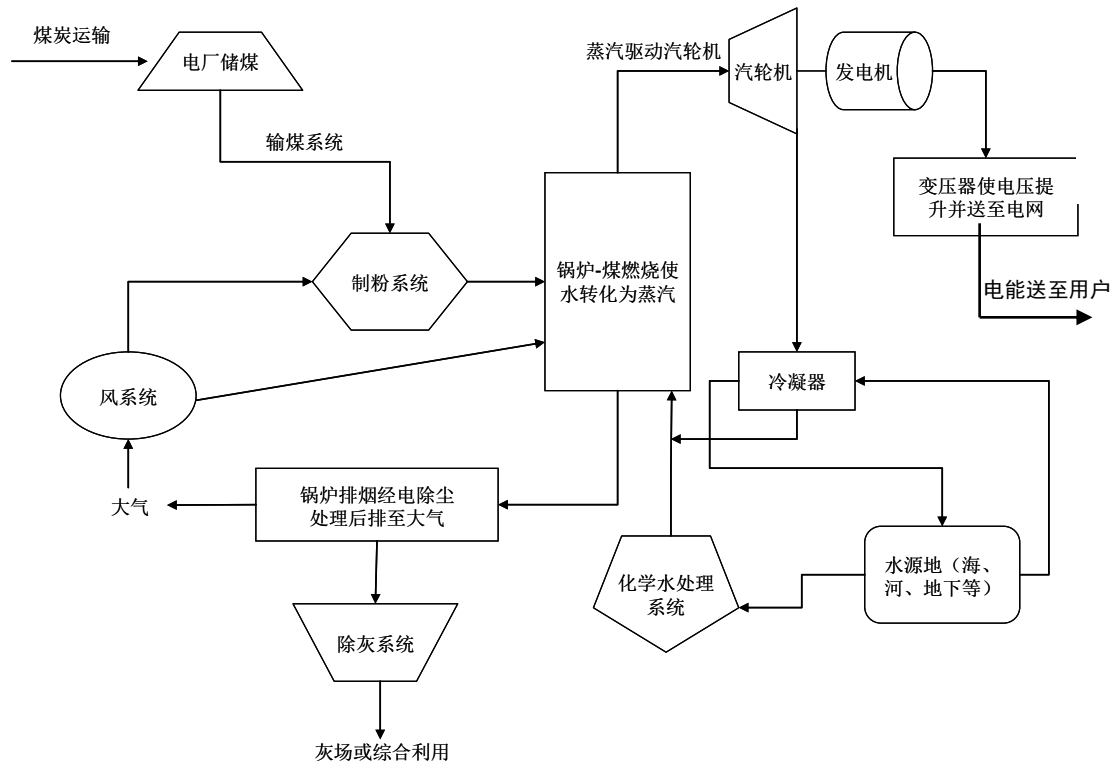 煤炭运输
电厂储煤
输煤系统
蒸汽驱动汽轮机
汽轮机
发电机
变压器使电压提
升并送至电网
电能送至用户
制粉系统
锅炉-煤燃烧使
水转化为蒸汽
风系统
冷凝器
大气
锅炉排烟经电除尘
处理后排至大气
水源地（海、
河、地下等）
化学水处理
系统
除灰系统
灰场或综合利用